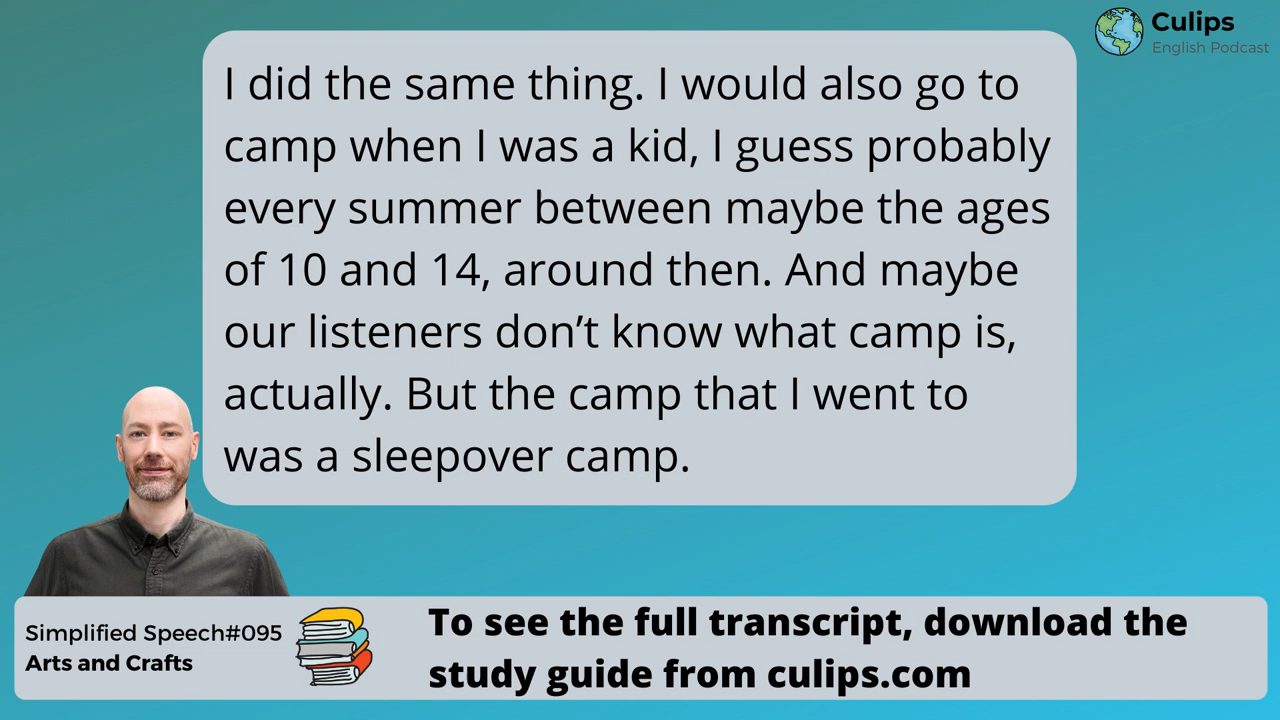 Culips
English Podcast
I did the same thing. I would also go to
camp when I was a kid, I guess probably
every summer between maybe the ages
of 10 and 14, around then. And maybe
our listeners don’t know what camp is,
actually. But the camp that I went to
was a sleepover camp.
Simplified Speech#095
Arts and Crafts
To see the full transcript, download the
study guide from culips.com